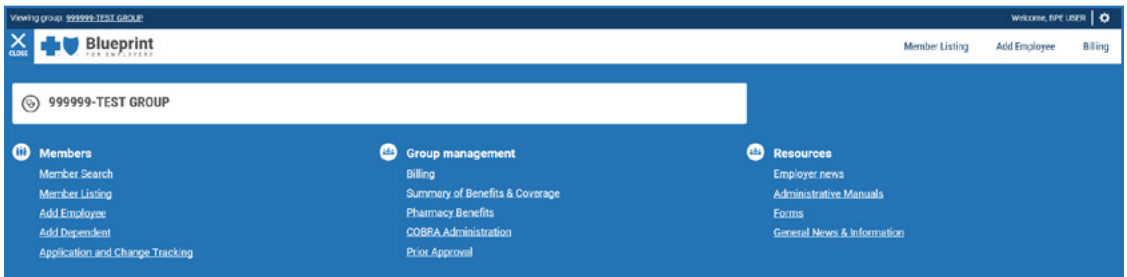 Viewing group: 999999-TEST GROUP
Welcome, BPE USER
CLOSE
Blueprint
FOR EMPLOYERS
Member Listing
Add Employee
Billing
999999-TEST GROUP
Members
Member Search
Member Listing
Add Employee
Add Dependent
Application and Change Tracking
Group management
Billing
Summary of Benefits & Coverage
Pharmacy Benefits
COBRA Administration
Prior Approval
Resources
Employer news
Administrative Manuals
Forms
General News & Information